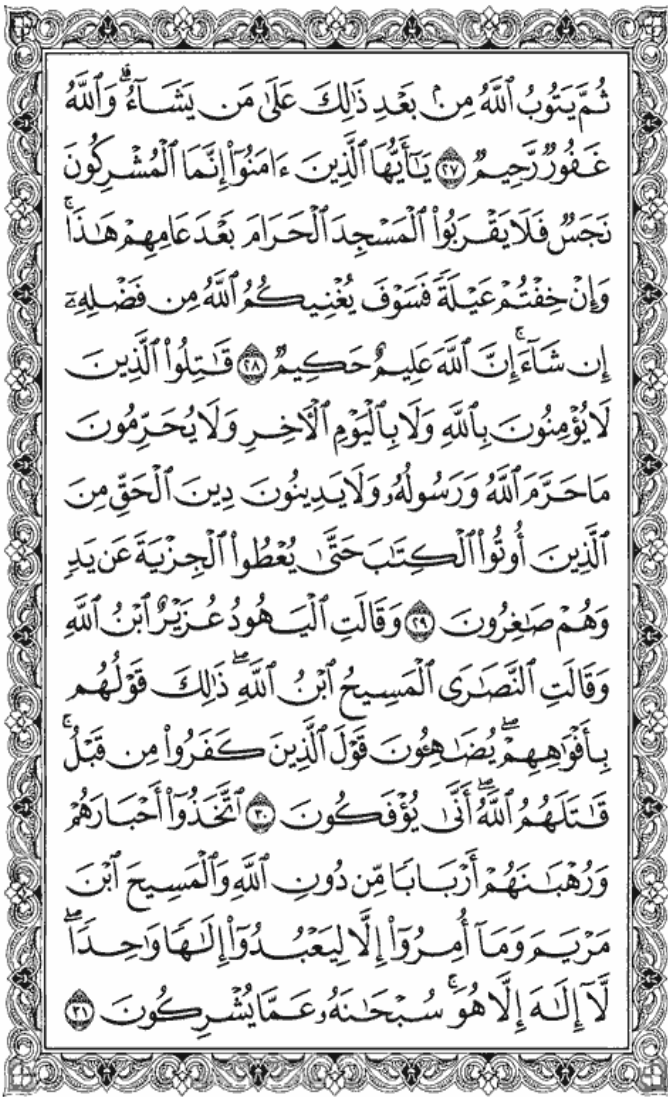 ثُمَّ يَتُوبُ ٱللَّهُ مِنۢ بَعۡدِ ذَٰلِكَ عَلَىٰ مَن يَشَآءُۗ وَٱللَّهُ
غَفُورٞ رَّحِيمٞ ٢٧ يَٰٓأَيُّهَا ٱلَّذِينَ ءَامَنُوٓاْ إِنَّمَا ٱلۡمُشۡرِكُونَ
نَجَسٞ فَلَا يَقۡرَبُواْ ٱلۡمَسۡجِدَ ٱلۡحَرَامَ بَعۡدَ عَامِهِمۡ هَٰذَاۚ
وَإِنۡ خِفۡتُمۡ عَيۡلَةٗ فَسَوۡفَ يُغۡنِيكُمُ ٱللَّهُ مِن فَضۡلِهِۦٓ
إِن شَآءَۚ إِنَّ ٱللَّهَ عَلِيمٌ حَكِيمٞ ٢٨ قَٰتِلُواْ ٱلَّذِينَ
لَا يُؤۡمِنُونَ بِٱللَّهِ وَلَا بِٱلۡيَوۡمِ ٱلۡأٓخِرِ وَلَا يُحَرِّمُونَ
مَا حَرَّمَ ٱللَّهُ وَرَسُولُهُۥ وَلَا يَدِينُونَ دِينَ ٱلۡحَقِّ مِنَ
ٱلَّذِينَ أُوتُواْ ٱلۡكِتَٰبَ حَتَّىٰ يُعۡطُواْ ٱلۡجِزۡيَةَ عَن يَدٖ
وَهُمۡ صَٰغِرُونَ ٢٩ وَقَالَتِ ٱلۡيَهُودُ عُزَيۡرٌ ٱبۡنُ ٱللَّهِ
وَقَالَتِ ٱلنَّصَٰرَى ٱلۡمَسِيحُ ٱبۡنُ ٱللَّهِۖ ذَٰلِكَ قَوۡلُهُم
بِأَفۡوَٰهِهِمۡۖ يُضَٰهِـُٔونَ قَوۡلَ ٱلَّذِينَ كَفَرُواْ مِن قَبۡلُۚ
قَٰتَلَهُمُ ٱللَّهُۖ أَنَّىٰ يُؤۡفَكُونَ ٣٠ ٱتَّخَذُوٓاْ أَحۡبَارَهُمۡ
وَرُهۡبَٰنَهُمۡ أَرۡبَابٗا مِّن دُونِ ٱللَّهِ وَٱلۡمَسِيحَ ٱبۡنَ
مَرۡيَمَ وَمَآ أُمِرُوٓاْ إِلَّا لِيَعۡبُدُوٓاْ إِلَٰهٗا وَٰحِدٗاۖ
لَّآ إِلَٰهَ إِلَّا هُوَۚ سُبۡحَٰنَهُۥ عَمَّا يُشۡرِكُونَ ٣١